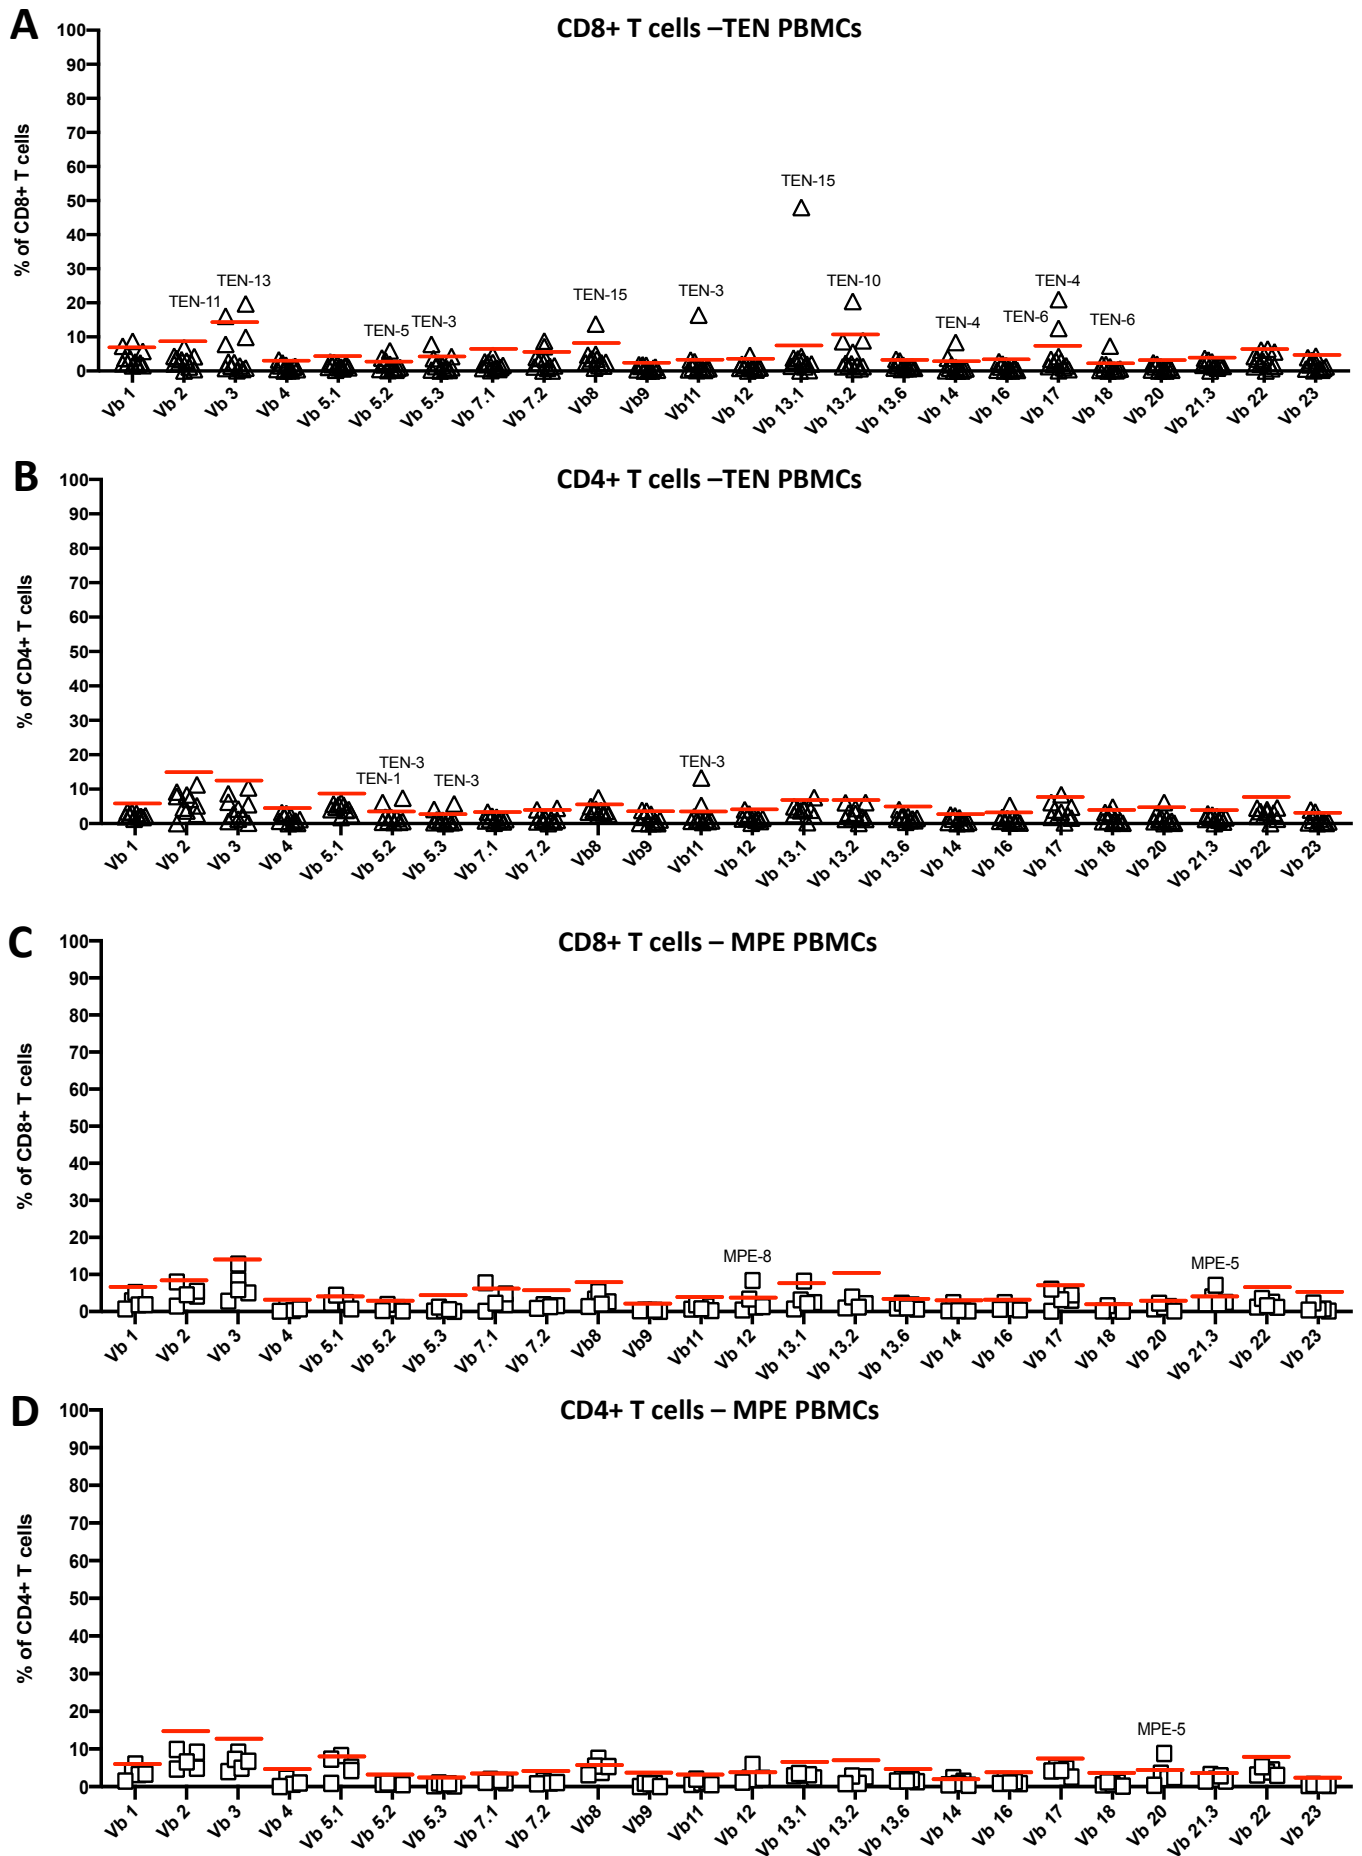 A
CD8+ T cells –TEN PBMCs
% of CD8+ T cells
100
90
80
70
60
50
40
30
20
10
0
TEN-11
TEN-13
TEN-5
TEN-3
TEN-15
TEN-3
TEN-15
TEN-10
TEN-4
TEN-6
TEN-4
TEN-6
Vb 1
Vb 2
Vb 3
Vb 4
Vb 5.1
Vb 5.2
Vb 5.3
Vb 7.1
Vb 7.2
Vb8
Vb9
Vb11
Vb 12
Vb 13.1
Vb 13.2
Vb 13.6
Vb 14
Vb 16
Vb 17
Vb 18
Vb 20
Vb 21.3
Vb 22
Vb 23
B
CD4+ T cells –TEN PBMCs
% of CD4+ T cells
100
90
80
70
60
50
40
30
20
10
0
TEN-1
TEN-3
TEN-3
TEN-3
Vb 1
Vb 2
Vb 3
Vb 4
Vb 5.1
Vb 5.2
Vb 5.3
Vb 7.1
Vb 7.2
Vb8
Vb9
Vb11
Vb 12
Vb 13.1
Vb 13.2
Vb 13.6
Vb 14
Vb 16
Vb 17
Vb 18
Vb 20
Vb 21.3
Vb 22
Vb 23
C
CD8+ T cells – MPE PBMCs
% of CD8+ T cells
100
90
80
70
60
50
40
30
20
10
0
MPE-8
MPE-5
Vb 1
Vb 2
Vb 3
Vb 4
Vb 5.1
Vb 5.2
Vb 5.3
Vb 7.1
Vb 7.2
Vb8
Vb9
Vb11
Vb 12
Vb 13.1
Vb 13.2
Vb 13.6
Vb 14
Vb 16
Vb 17
Vb 18
Vb 20
Vb 21.3
Vb 22
Vb 23
D
CD4+ T cells – MPE PBMCs
% of CD4+ T cells
100
90
80
70
60
50
40
30
20
10
0
MPE-5
Vb 1
Vb 2
Vb 3
Vb 4
Vb 5.1
Vb 5.2
Vb 5.3
Vb 7.1
Vb 7.2
Vb8
Vb9
Vb11
Vb 12
Vb 13.1
Vb 13.2
Vb 13.6
Vb 14
Vb 16
Vb 17
Vb 18
Vb 20
Vb 21.3
Vb 22
Vb 23